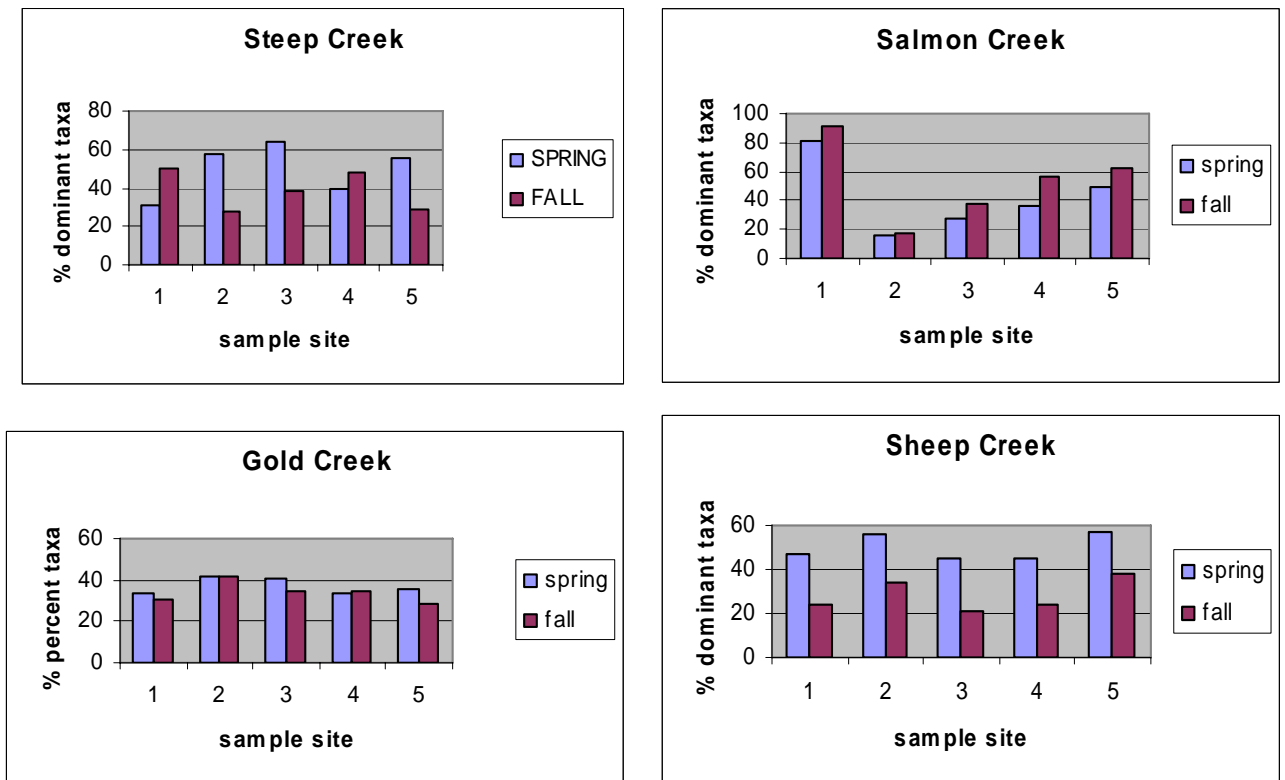 Steep Creek
% dominant taxa
80
60
40
20
0
1 2 3 4 5
sample site
SPRING
FALL
Salmon Creek
% dominant taxa
100
80
60
40
20
0
1 2 3 4 5
sample site
spring
fall
Gold Creek
% percent taxa
60
40
20
0
1 2 3 4 5
sample site
spring
fall
Sheep Creek
% dominant taxa
60
40
20
0
1 2 3 4 5
sample site
spring
fall